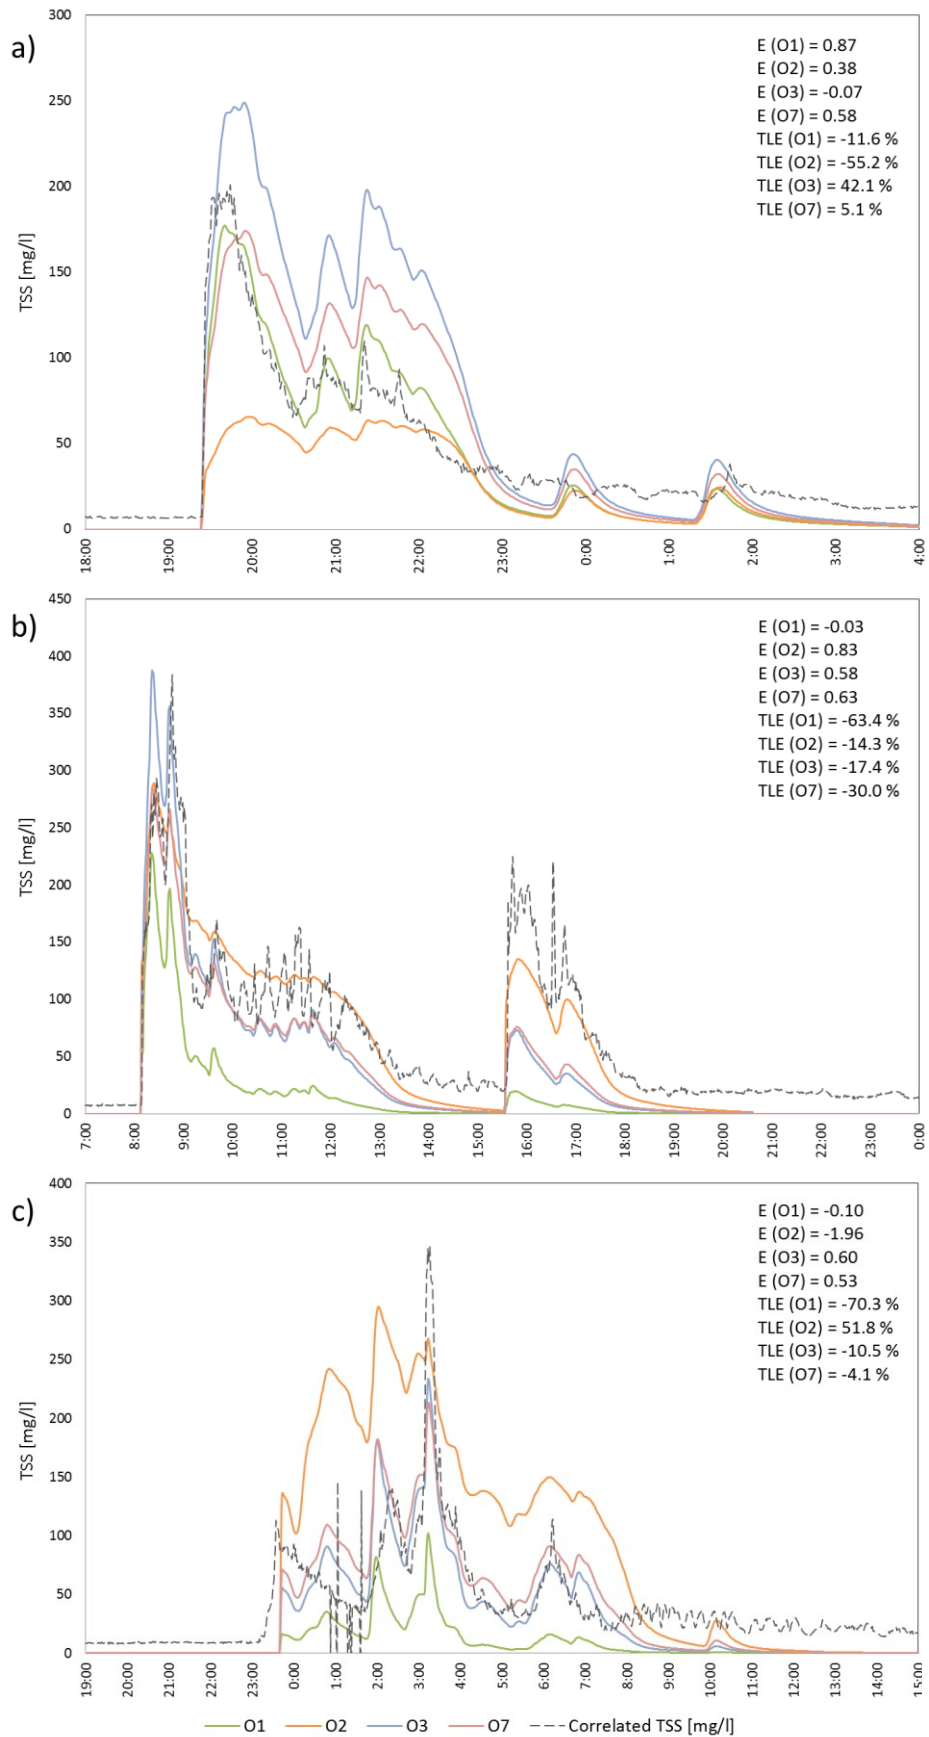 a)
300
250
200
150
100
50
0
TSS [mg/l]
E (O1) = 0.87
E (O2) = 0.38
E (O3) = -0.07
E (O7) = 0.58
TLE (O1) = -11.6 %
TLE (O2) = -55.2 %
TLE (O3) = 42.1 %
TLE (O7) = 5.1 %
18:00 19:00 20:00 21:00 22:00 23:00 0:00 1:00 2:00 3:00 4:00
b)
450
400
350
300
250
200
150
100
50
0
TSS [mg/l]
E (O1) = -0.03
E (O2) = 0.83
E (O3) = 0.58
E (O7) = 0.63
TLE (O1) = -63.4 %
TLE (O2) = -14.3 %
TLE (O3) = -17.4 %
TLE (O7) = -30.0 %
7:00 8:00 9:00 10:00 11:00 12:00 13:00 14:00 15:00 16:00 17:00 18:00 19:00 20:00 21:00 22:00 23:00 0:00
c)
400
350
300
250
200
150
100
50
0
TSS [mg/l]
E (O1) = -0.10
E (O2) = -1.96
E (O3) = 0.60
E (O7) = 0.53
TLE (O1) = -70.3 %
TLE (O2) = 51.8 %
TLE (O3) = -10.5 %
TLE (O7) = -4.1 %
19:00 20:00 21:00 22:00 23:00 0:00 1:00 2:00 3:00 4:00 5:00 6:00 7:00 8:00 9:00 10:00 11:00 12:00 13:00 14:00 15:00
O1 O2 O3 O7 Correlated TSS [mg/l]